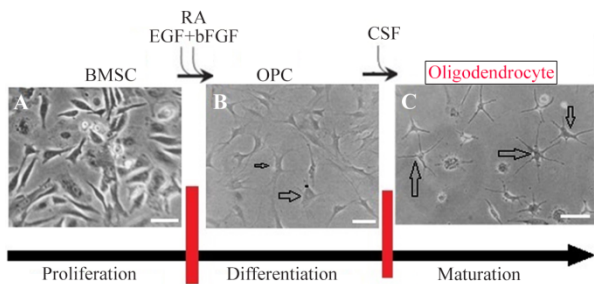 RA
EGF+bFGF
CSF
BMSC
OPC
Oligodendrocyte
A
B
C
Proliferation
Differentiation
Maturation